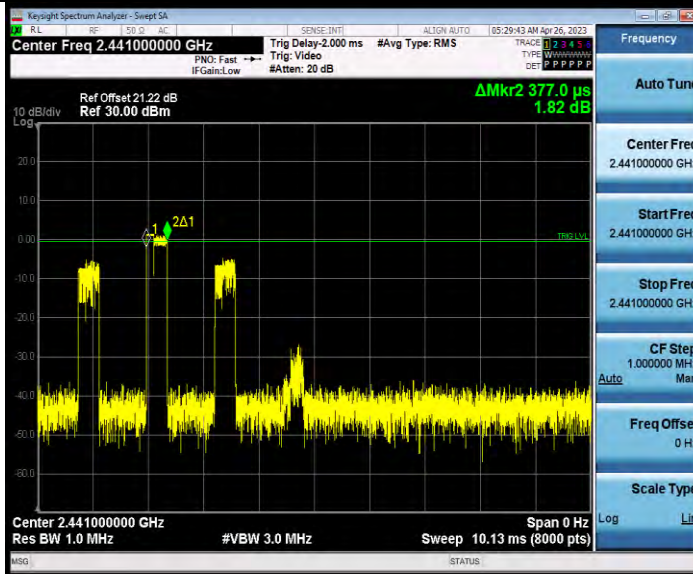 Keysight Spectrum Analyzer - Swept SA
RL RF 50 Ω AC SENSE:INT ALIGN AUTO 05:29:43 AM Apr 26, 2023
Center Freq 2.441000000 GHz
PNO: Fast
IFGain:Low
Trig Delay-2.000 ms
Trig: Video
#Atten: 20 dB
#Avg Type: RMS
TRACE 1 2 3 4 5 6
TYPE W
DET P P P P P P
Ref Offset 21.22 dB
Ref 30.00 dBm
10 dB/div
Log
ΔMkr2 377.0 µs
1.82 dB
20.0
10.0
0.00
-10.0
-20.0
-30.0
-40.0
-50.0
-60.0
1
2Δ1
TRIG LVL
Center 2.441000000 GHz
Span 0 Hz
Res BW 1.0 MHz
#VBW 3.0 MHz
Sweep 10.13 ms (8000 pts)
MSG
STATUS
Frequency
Auto Tune
Center Freq
2.441000000 GHz
Start Freq
2.441000000 GHz
Stop Freq
2.441000000 GHz
CF Step
1.000000 MHz
Auto Man
Freq Offset
0 Hz
Scale Type
Log Lin